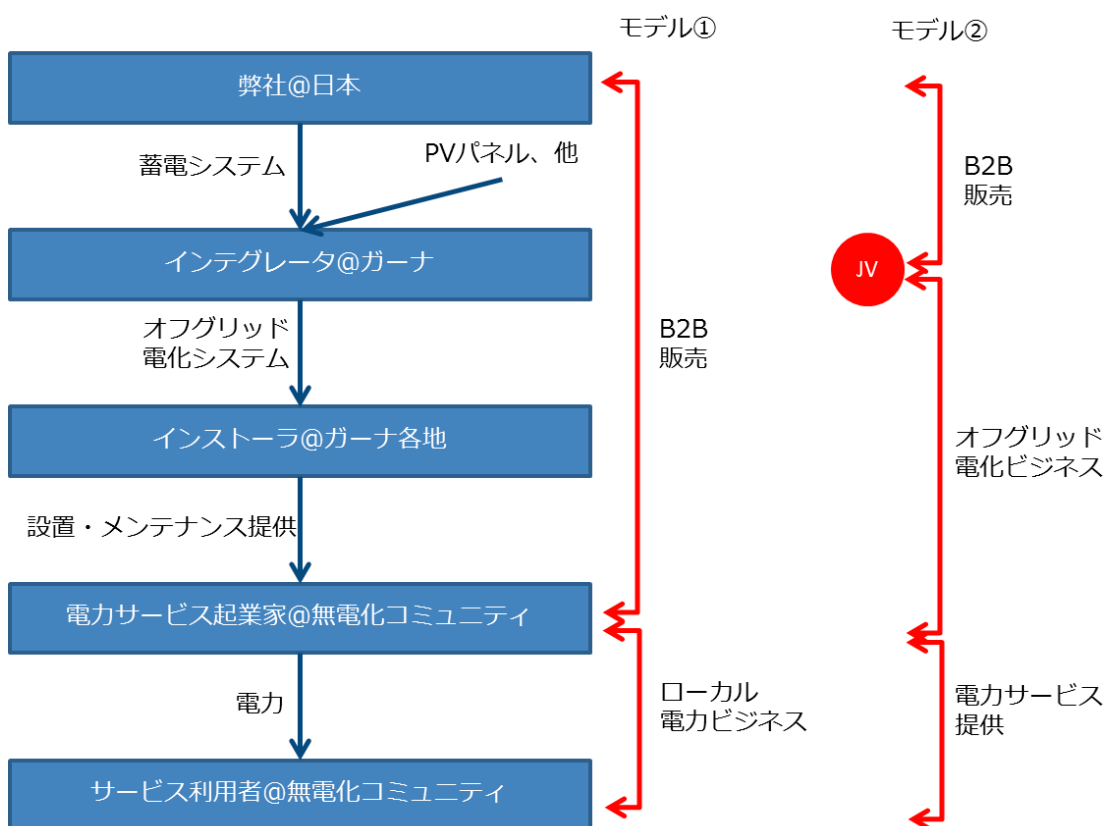 モデル①
モデル②
弊社@日本
蓄電システム
PVパネル、他
B2B
販売
インテグレータ@ガーナ
JV
オフグリッド
電化システム
B2B
販売
インストーラ@ガーナ各地
オフグリッド
電化ビジネス
設置・メンテナンス提供
電力サービス起業家@無電化コミュニティ
電力
ローカル
電力ビジネス
電力サービス
提供
サービス利用者@無電化コミュニティ